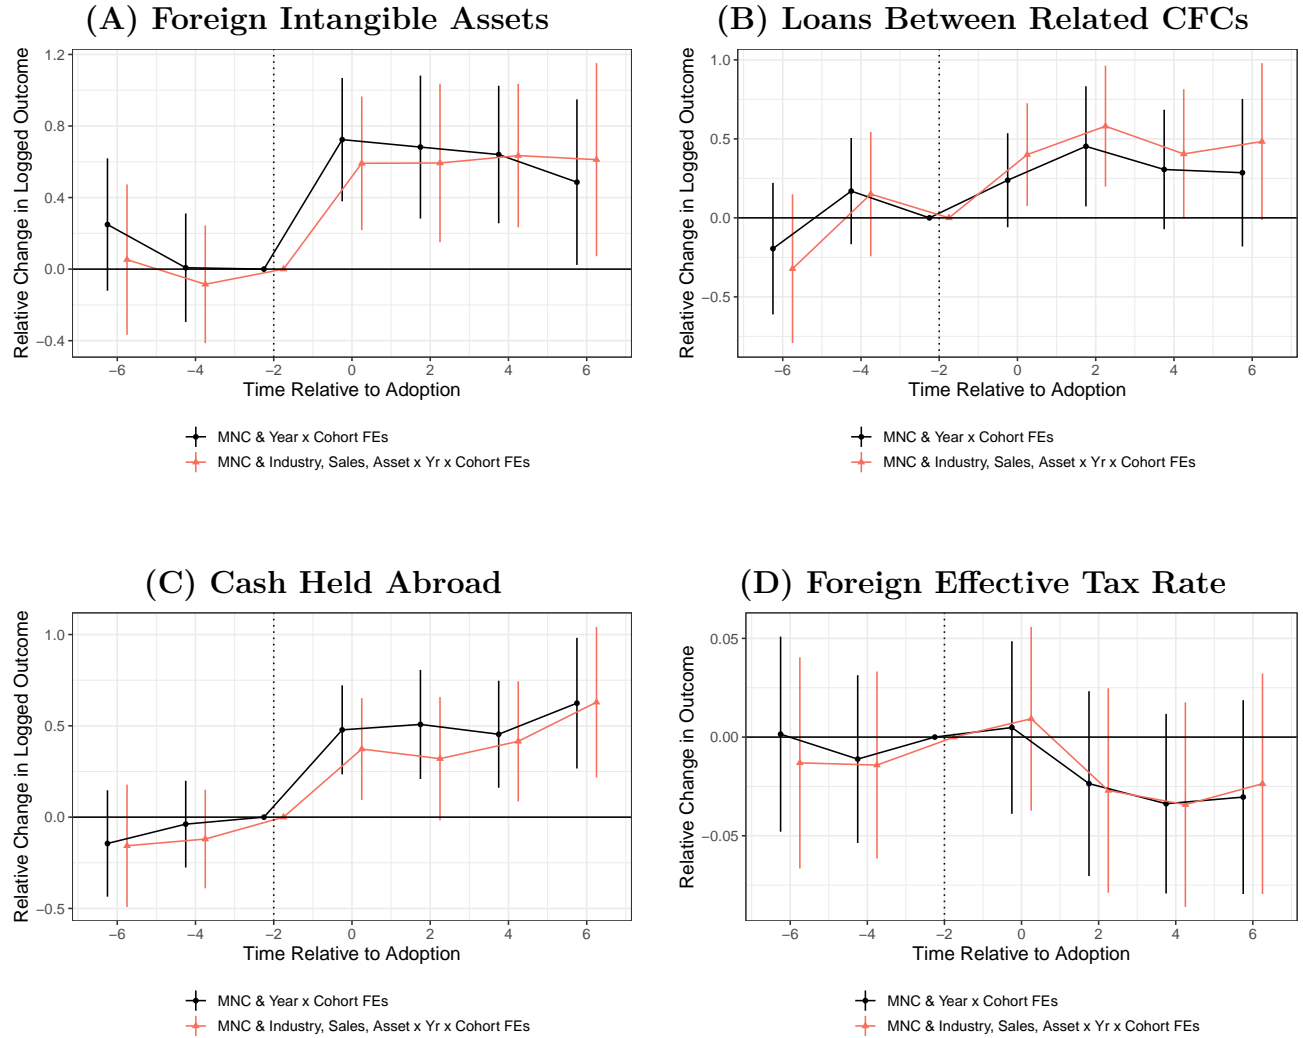 (A) Foreign Intangible Assets
Relative Change in Logged Outcome
1.2
0.8
0.4
0.0
−0.4
−6 −4 −2 0 2 4 6
Time Relative to Adoption
MNC & Year x Cohort FEs
MNC & Industry, Sales, Asset x Yr x Cohort FEs
(B) Loans Between Related CFCs
Relative Change in Logged Outcome
1.0
0.5
0.0
−0.5
−6 −4 −2 0 2 4 6
Time Relative to Adoption
MNC & Year x Cohort FEs
MNC & Industry, Sales, Asset x Yr x Cohort FEs
(C) Cash Held Abroad
Relative Change in Logged Outcome
1.0
0.5
0.0
−0.5
−6 −4 −2 0 2 4 6
Time Relative to Adoption
MNC & Year x Cohort FEs
MNC & Industry, Sales, Asset x Yr x Cohort FEs
(D) Foreign Effective Tax Rate
Relative Change in Outcome
0.05
0.00
−0.05
−6 −4 −2 0 2 4 6
Time Relative to Adoption
MNC & Year x Cohort FEs
MNC & Industry, Sales, Asset x Yr x Cohort FEs